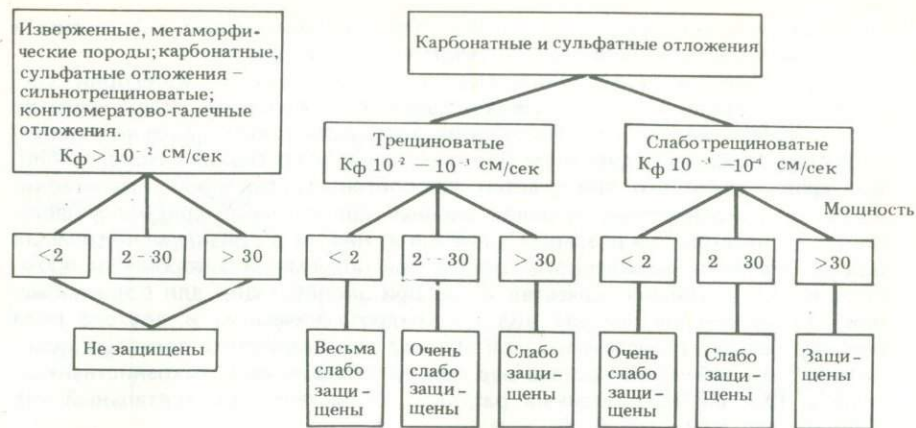 Изверженные, метаморфи-
ческие породы; карбонатные,
сульфатные отложения –
сильнотрещиноватые;
конгломератово-галечные
отложения.
Кф > 10⁻² см/сек
Карбонатные и сульфатные отложения
Трещиноватые
Кф 10⁻² – 10⁻³ см/сек
Слаботрещиноватые
Кф 10⁻³ –10⁻⁴ см/сек
Мощность
<2
2--30
>30
<2
2--30
>30
< 2
2 30
>30
Не защищены
Весьма
слабо
защи–
щены
Очень
слабо
защи–
щены
Слабо
защи–
щены
Очень
слабо
защи–
щены
Слабо
защи–
щены
Защи–
щены